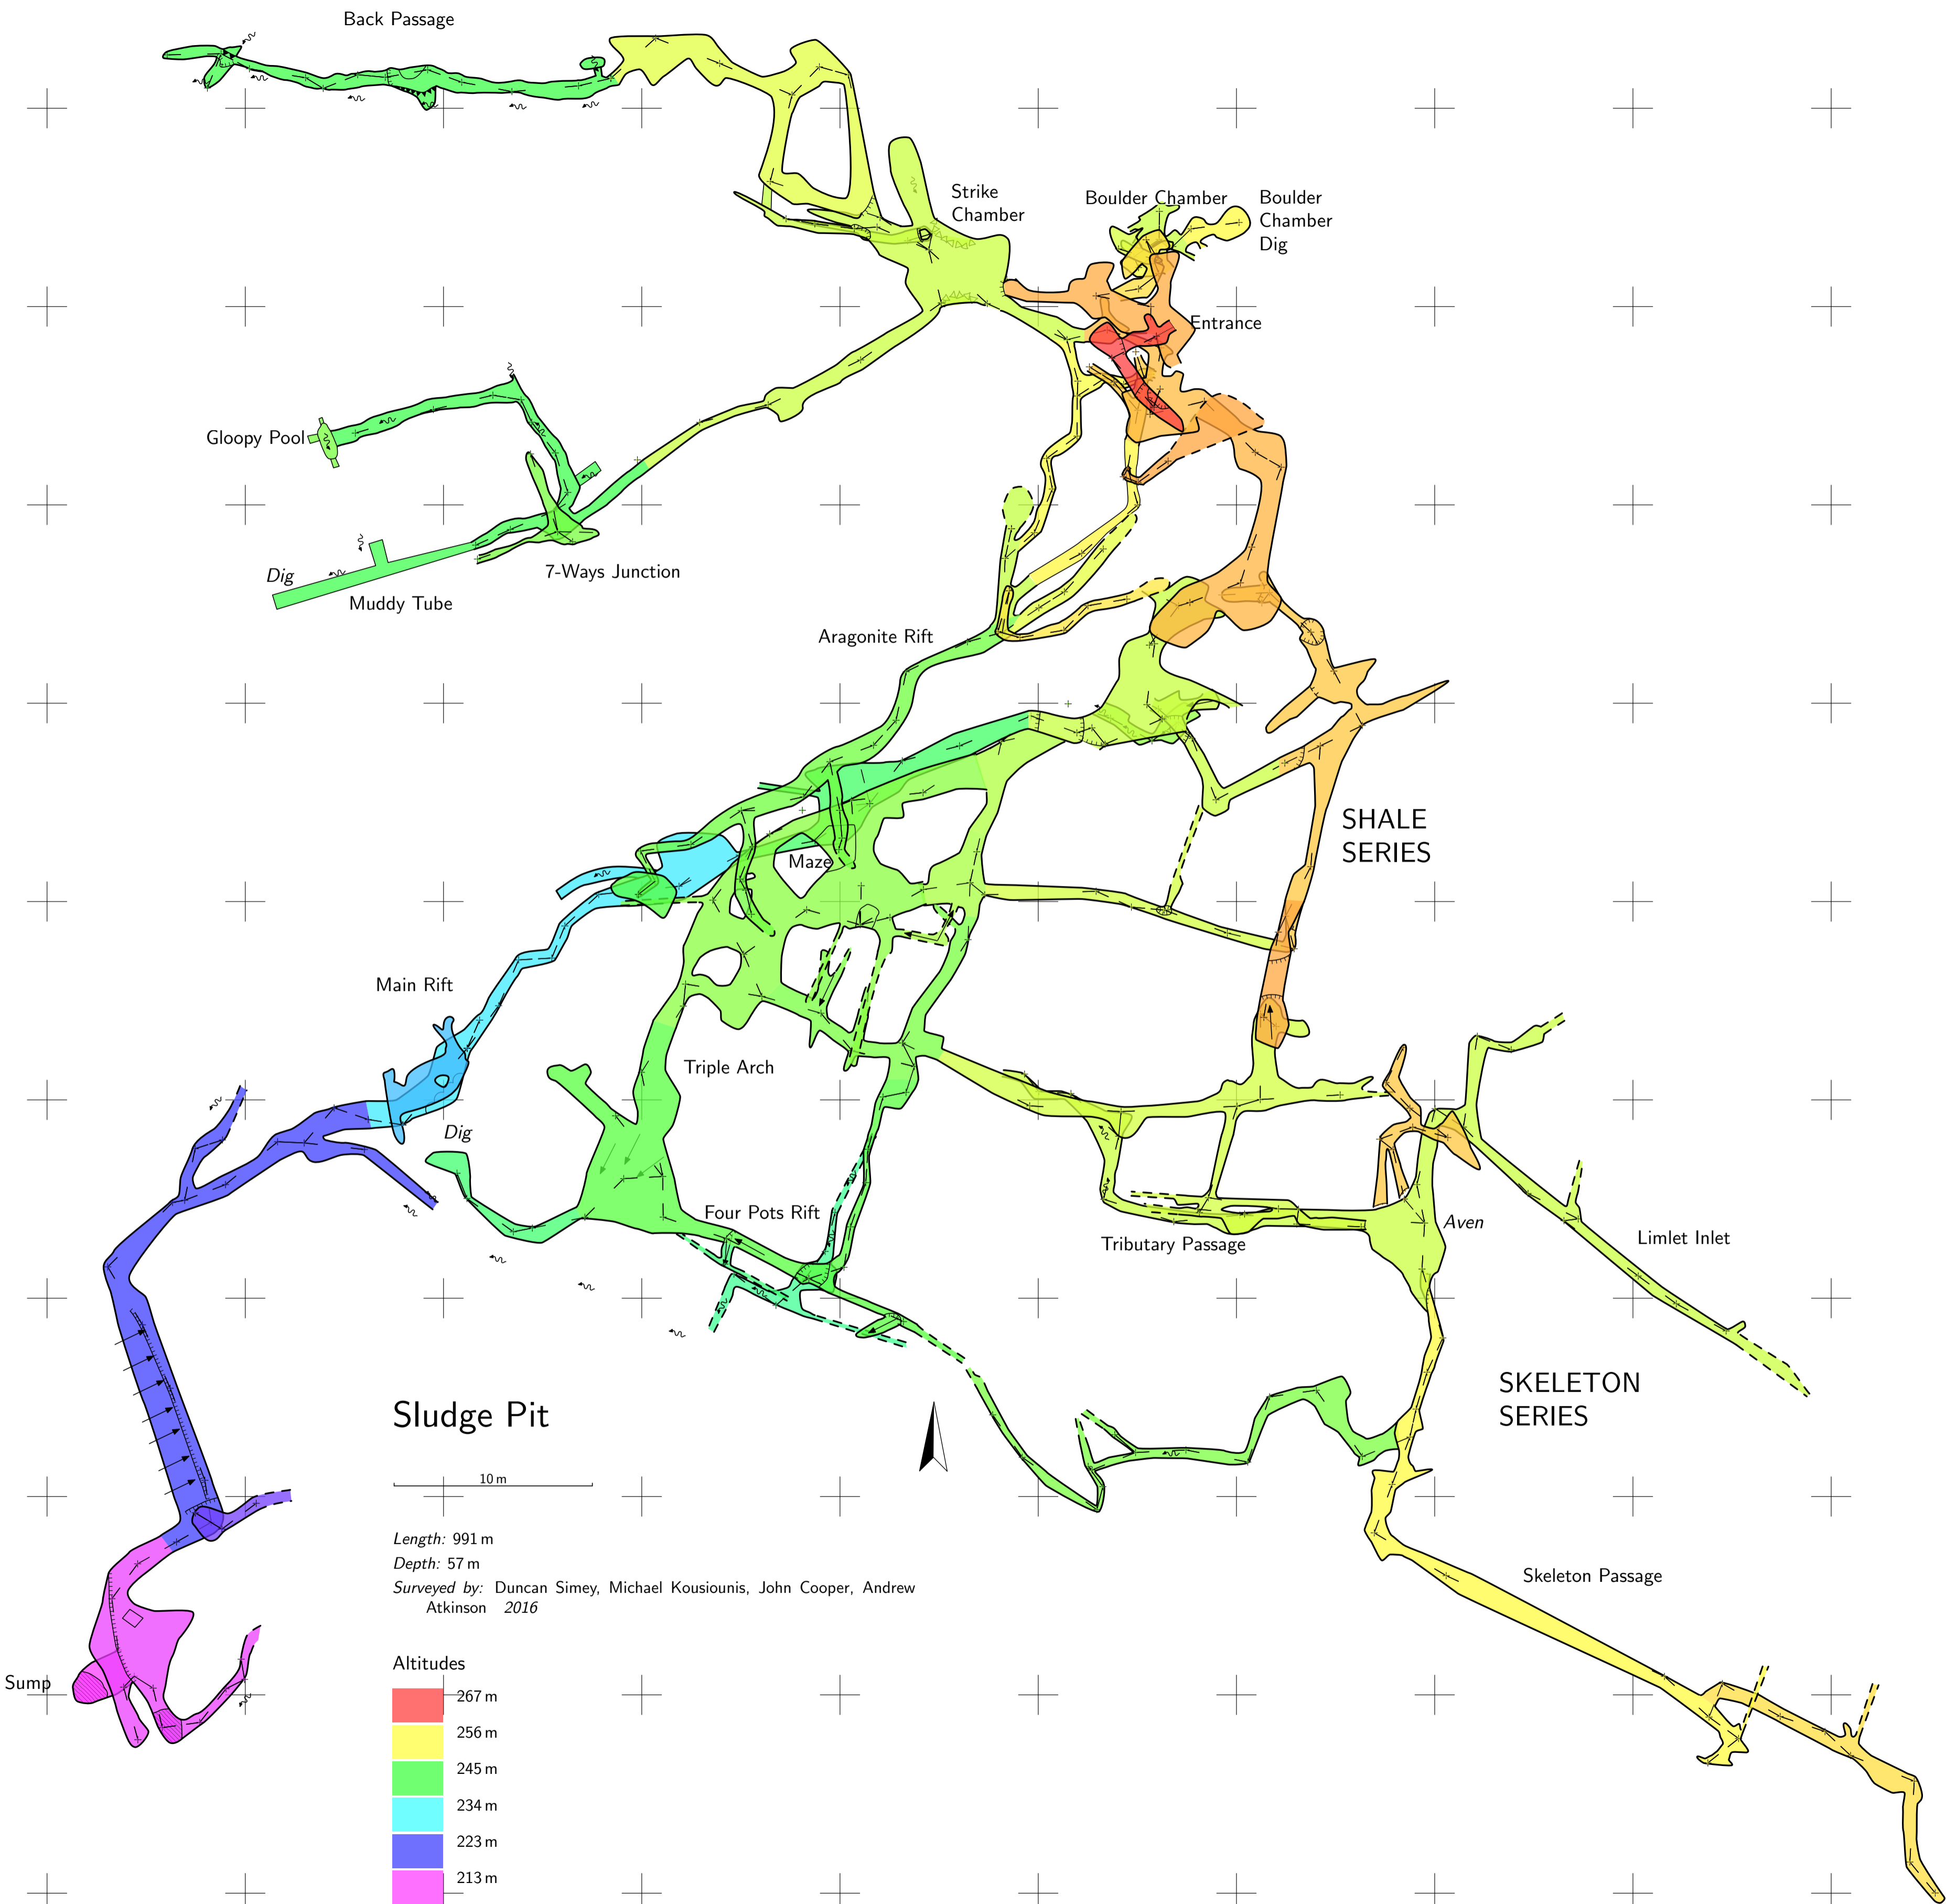 Back Passage
Strike
Chamber
Boulder Chamber
Boulder
Chamber
Dig
Entrance
Gloopy Pool
7-Ways Junction
Dig
Muddy Tube
Aragonite Rift
SHALE
SERIES
Maze
Main Rift
Triple Arch
Dig
Four Pots Rift
Aven
Tributary Passage
Limlet Inlet
SKELETON
SERIES
Sludge Pit
10 m
Length: 991 m
Depth: 57 m
Surveyed by: Duncan Simey, Michael Kousiounis, John Cooper, Andrew
Atkinson 2016
Skeleton Passage
Sump
Altitudes
267 m
256 m
245 m
234 m
223 m
213 m